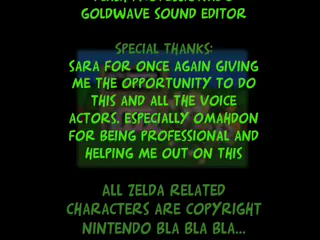 GOLDWAVE SOUND EDITOR
SPECIAL THANKS:
SARA FOR ONCE AGAIN GIVING
ME THE OPPORTUNITY TO DO
THIS AND ALL THE VOICE
ACTORS. ESPECIALLY OMAHDON
FOR BEING PROFESSIONAL AND
HELPING ME OUT ON THIS
ALL ZELDA RELATED
CHARACTERS ARE COPYRIGHT
NINTENDO BLA BLA BLA...